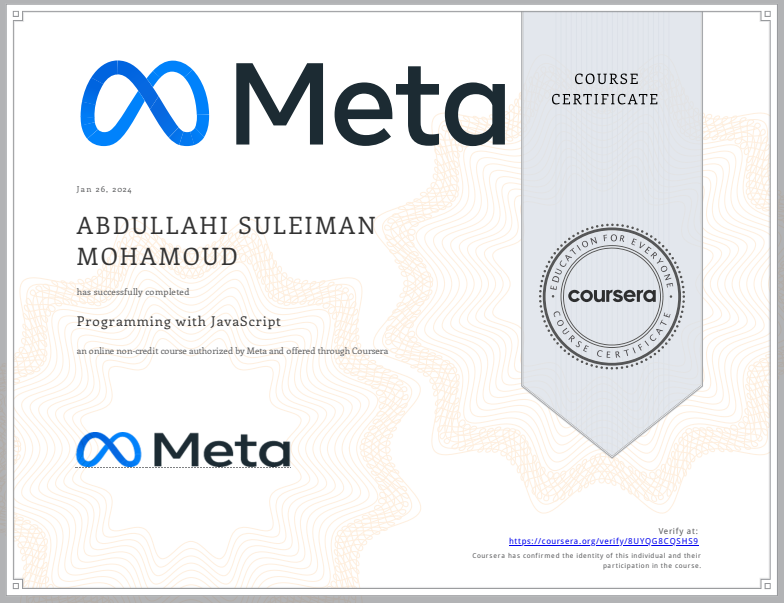 Meta
COURSE
CERTIFICATE
Jan 26, 2024
ABDULLAHI SULEIMAN
MOHAMOUD
has successfully completed
Programming with JavaScript
an online non-credit course authorized by Meta and offered through Coursera
EDUCATION FOR EVERYONE
coursera
COURSE CERTIFICATE
Meta
Verify at:
https://coursera.org/verify/8UYQG8CQSHS9
Coursera has confirmed the identity of this individual and their
participation in the course.